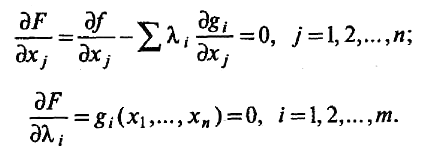 ∂F/∂x_j = ∂f/∂x_j − ∑ λ_i ∂g_i/∂x_j = 0, j = 1, 2, ..., n;
∂F/∂λ_i = g_i (x_1, ..., x_n) = 0, i = 1, 2, ..., m.